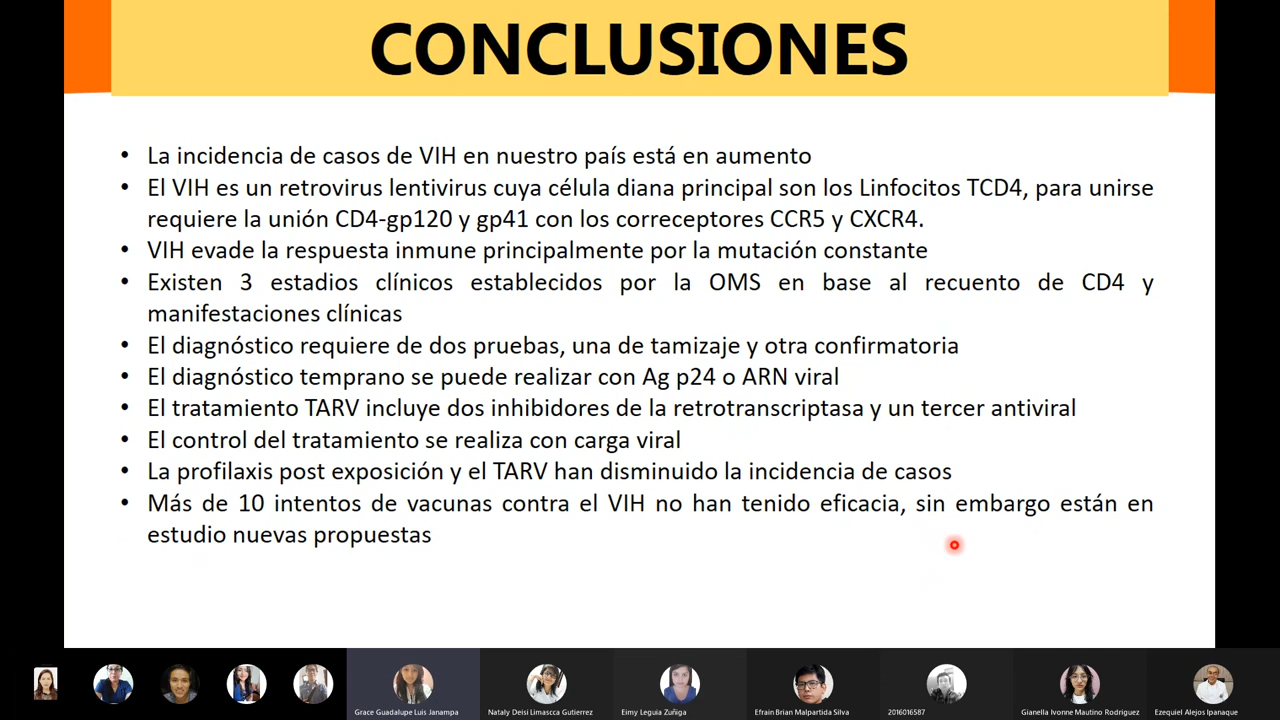 CONCLUSIONES
• La incidencia de casos de VIH en nuestro país está en aumento
• El VIH es un retrovirus lentivirus cuya célula diana principal son los Linfocitos TCD4, para unirse
requiere la unión CD4-gp120 y gp41 con los correceptores CCR5 y CXCR4.
• VIH evade la respuesta inmune principalmente por la mutación constante
• Existen 3 estadios clínicos establecidos por la OMS en base al recuento de CD4 y
manifestaciones clínicas
• El diagnóstico requiere de dos pruebas, una de tamizaje y otra confirmatoria
• El diagnóstico temprano se puede realizar con Ag p24 o ARN viral
• El tratamiento TARV incluye dos inhibidores de la retrotranscriptasa y un tercer antiviral
• El control del tratamiento se realiza con carga viral
• La profilaxis post exposición y el TARV han disminuido la incidencia de casos
• Más de 10 intentos de vacunas contra el VIH no han tenido eficacia, sin embargo están en
estudio nuevas propuestas
Grace Guadalupe Luis Janampa
Nataly Deisi Limascca Gutierrez
Eimy Leguia Zuñiga
Efrain Brian Malpartida Silva
2016016587
Gianella Ivonne Mautino Rodriguez
Ezequiel Alejos Ipanaque